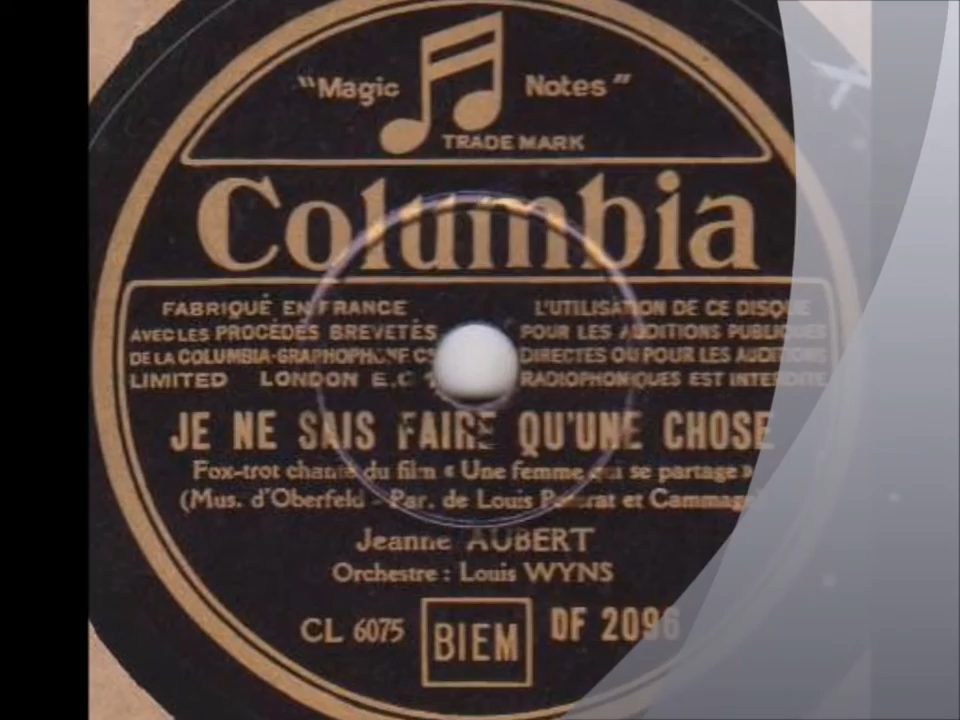 "Magic Notes"
TRADE MARK
Columbia
FABRIQUÉ EN FRANCE
AVEC LES PROCÉDÉS BREVETÉS
DE LA COLUMBIA-GRAPHOPHONE
LIMITED LONDON E.C.
L'UTILISATION DE CE DISQUE
POUR LES AUDITIONS PUBLIQUES
DIRECTES OU POUR LES AUDITIONS
RADIOPHONIQUES EST INTERDITE
JE NE SAIS FAIRE QU'UNE CHOSE
Fox-trot chanté du film « Une femme qui se partage »
(Mus. d'Oberfeld - Par. de Louis et
Jeanne AUBERT
Orchestre : Louis WYNS
CL 6075 BIEM DF 2096